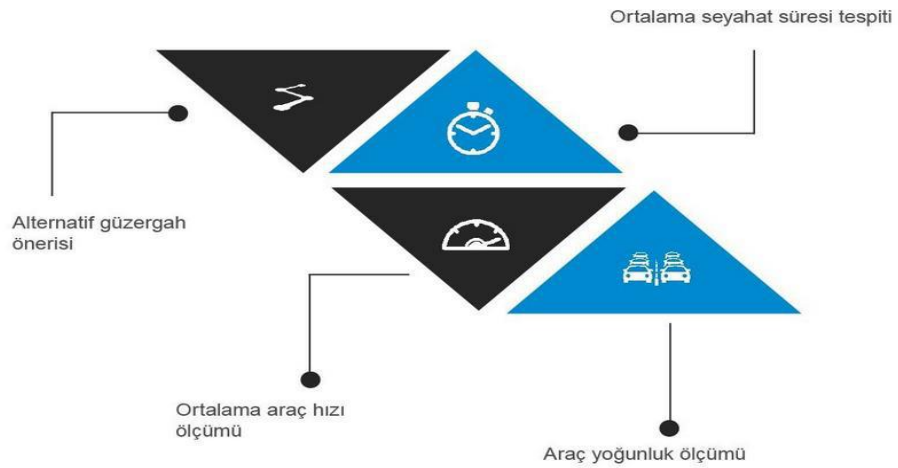 Ortalama seyahat süresi tespiti
Alternatif güzergah
önerisi
Ortalama araç hızı
ölçümü
Araç yoğunluk ölçümü